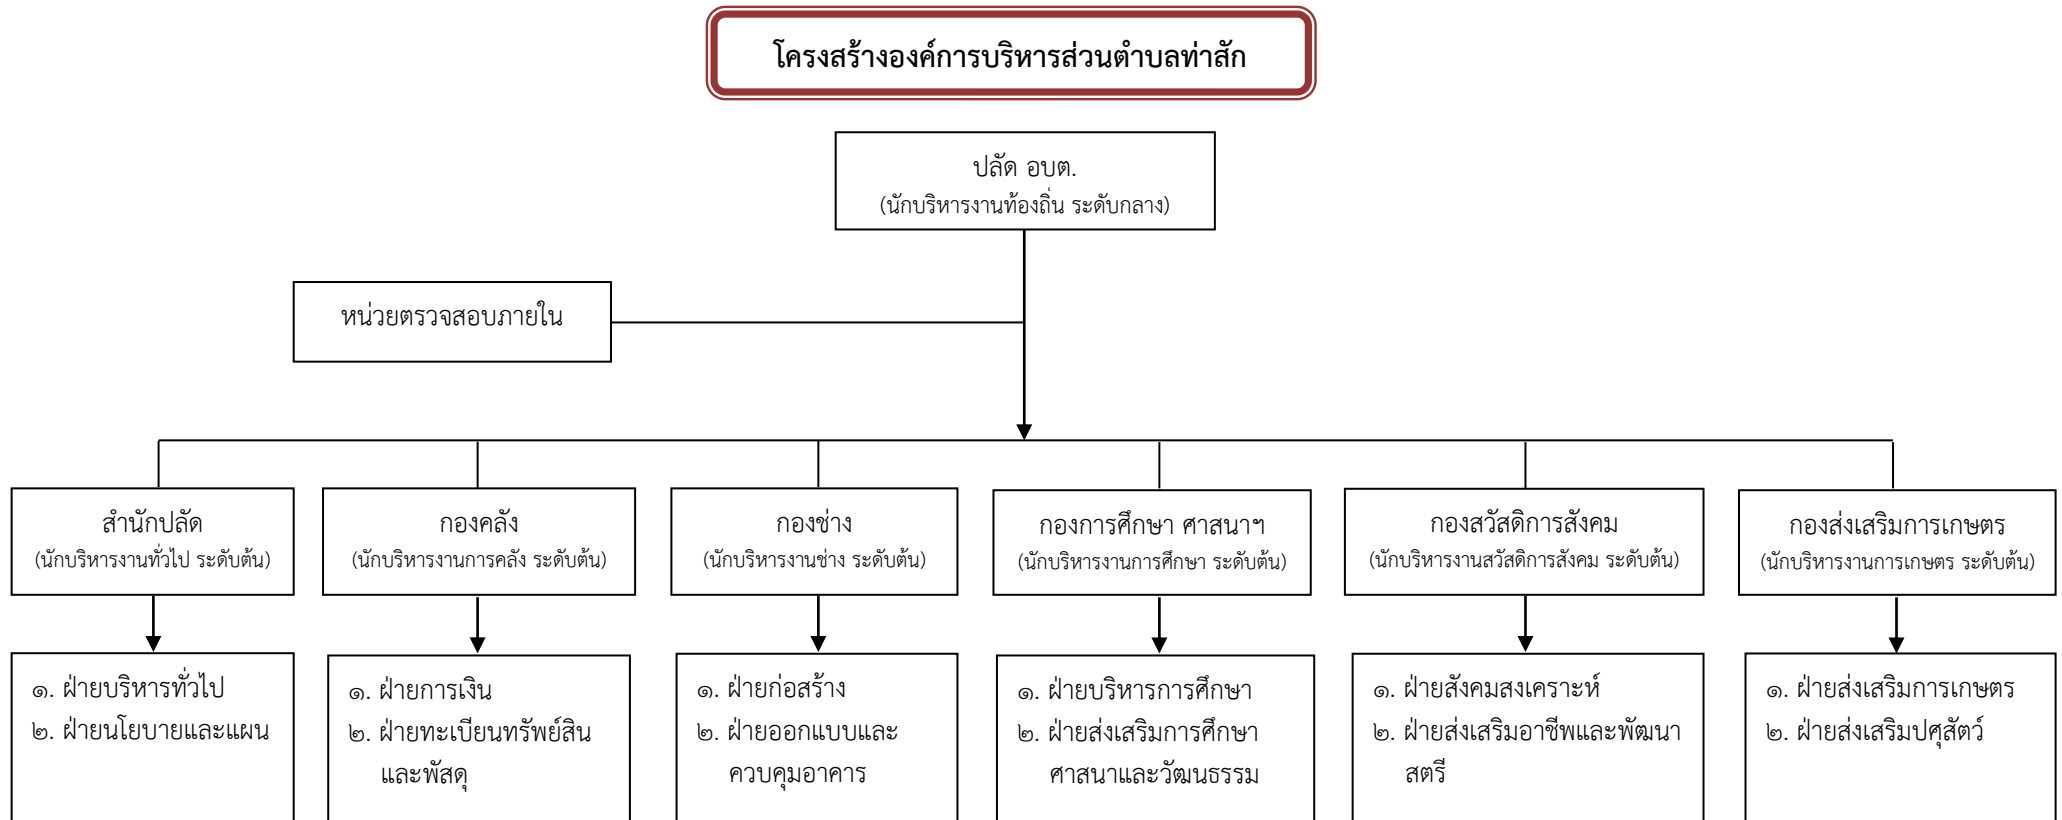 โครงสร้างองค์การบริหารส่วนตำบลท่าสัก
ปลัด อบต.
(นักบริหารงานท้องถิ่น ระดับกลาง)
หน่วยตรวจสอบภายใน
สำนักปลัด
(นักบริหารงานทั่วไป ระดับต้น)
กองคลัง
(นักบริหารงานการคลัง ระดับต้น)
กองช่าง
(นักบริหารงานช่าง ระดับต้น)
กองการศึกษา ศาสนาฯ
(นักบริหารงานการศึกษา ระดับต้น)
กองสวัสดิการสังคม
(นักบริหารงานสวัสดิการสังคม ระดับต้น)
กองส่งเสริมการเกษตร
(นักบริหารงานการเกษตร ระดับต้น)
๑. ฝ่ายบริหารทั่วไป
๒. ฝ่ายนโยบายและแผน
๑. ฝ่ายการเงิน
๒. ฝ่ายทะเบียนทรัพย์สิน
และพัสดุ
๑. ฝ่ายก่อสร้าง
๒. ฝ่ายออกแบบและ
ควบคุมอาคาร
๑. ฝ่ายบริหารการศึกษา
๒. ฝ่ายส่งเสริมการศึกษา
ศาสนาและวัฒนธรรม
๑. ฝ่ายสังคมสงเคราะห์
๒. ฝ่ายส่งเสริมอาชีพและพัฒนา
สตรี
๑. ฝ่ายส่งเสริมการเกษตร
๒. ฝ่ายส่งเสริมปศุสัตว์